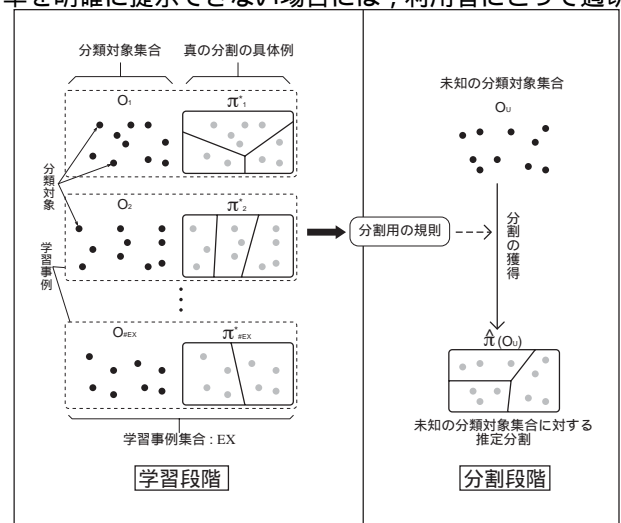 準を明確に提示できない場合には，利用者にとって適切
分類対象集合 真の分割の具体例
O1 π*1
分類対象
O2 π*2
学習事例
O#EX π*#EX
学習事例集合 : EX
学習段階
分割用の規則
未知の分類対象集合
OU
分割の獲得
π̂(OU)
未知の分類対象集合に対する
推定分割
分割段階